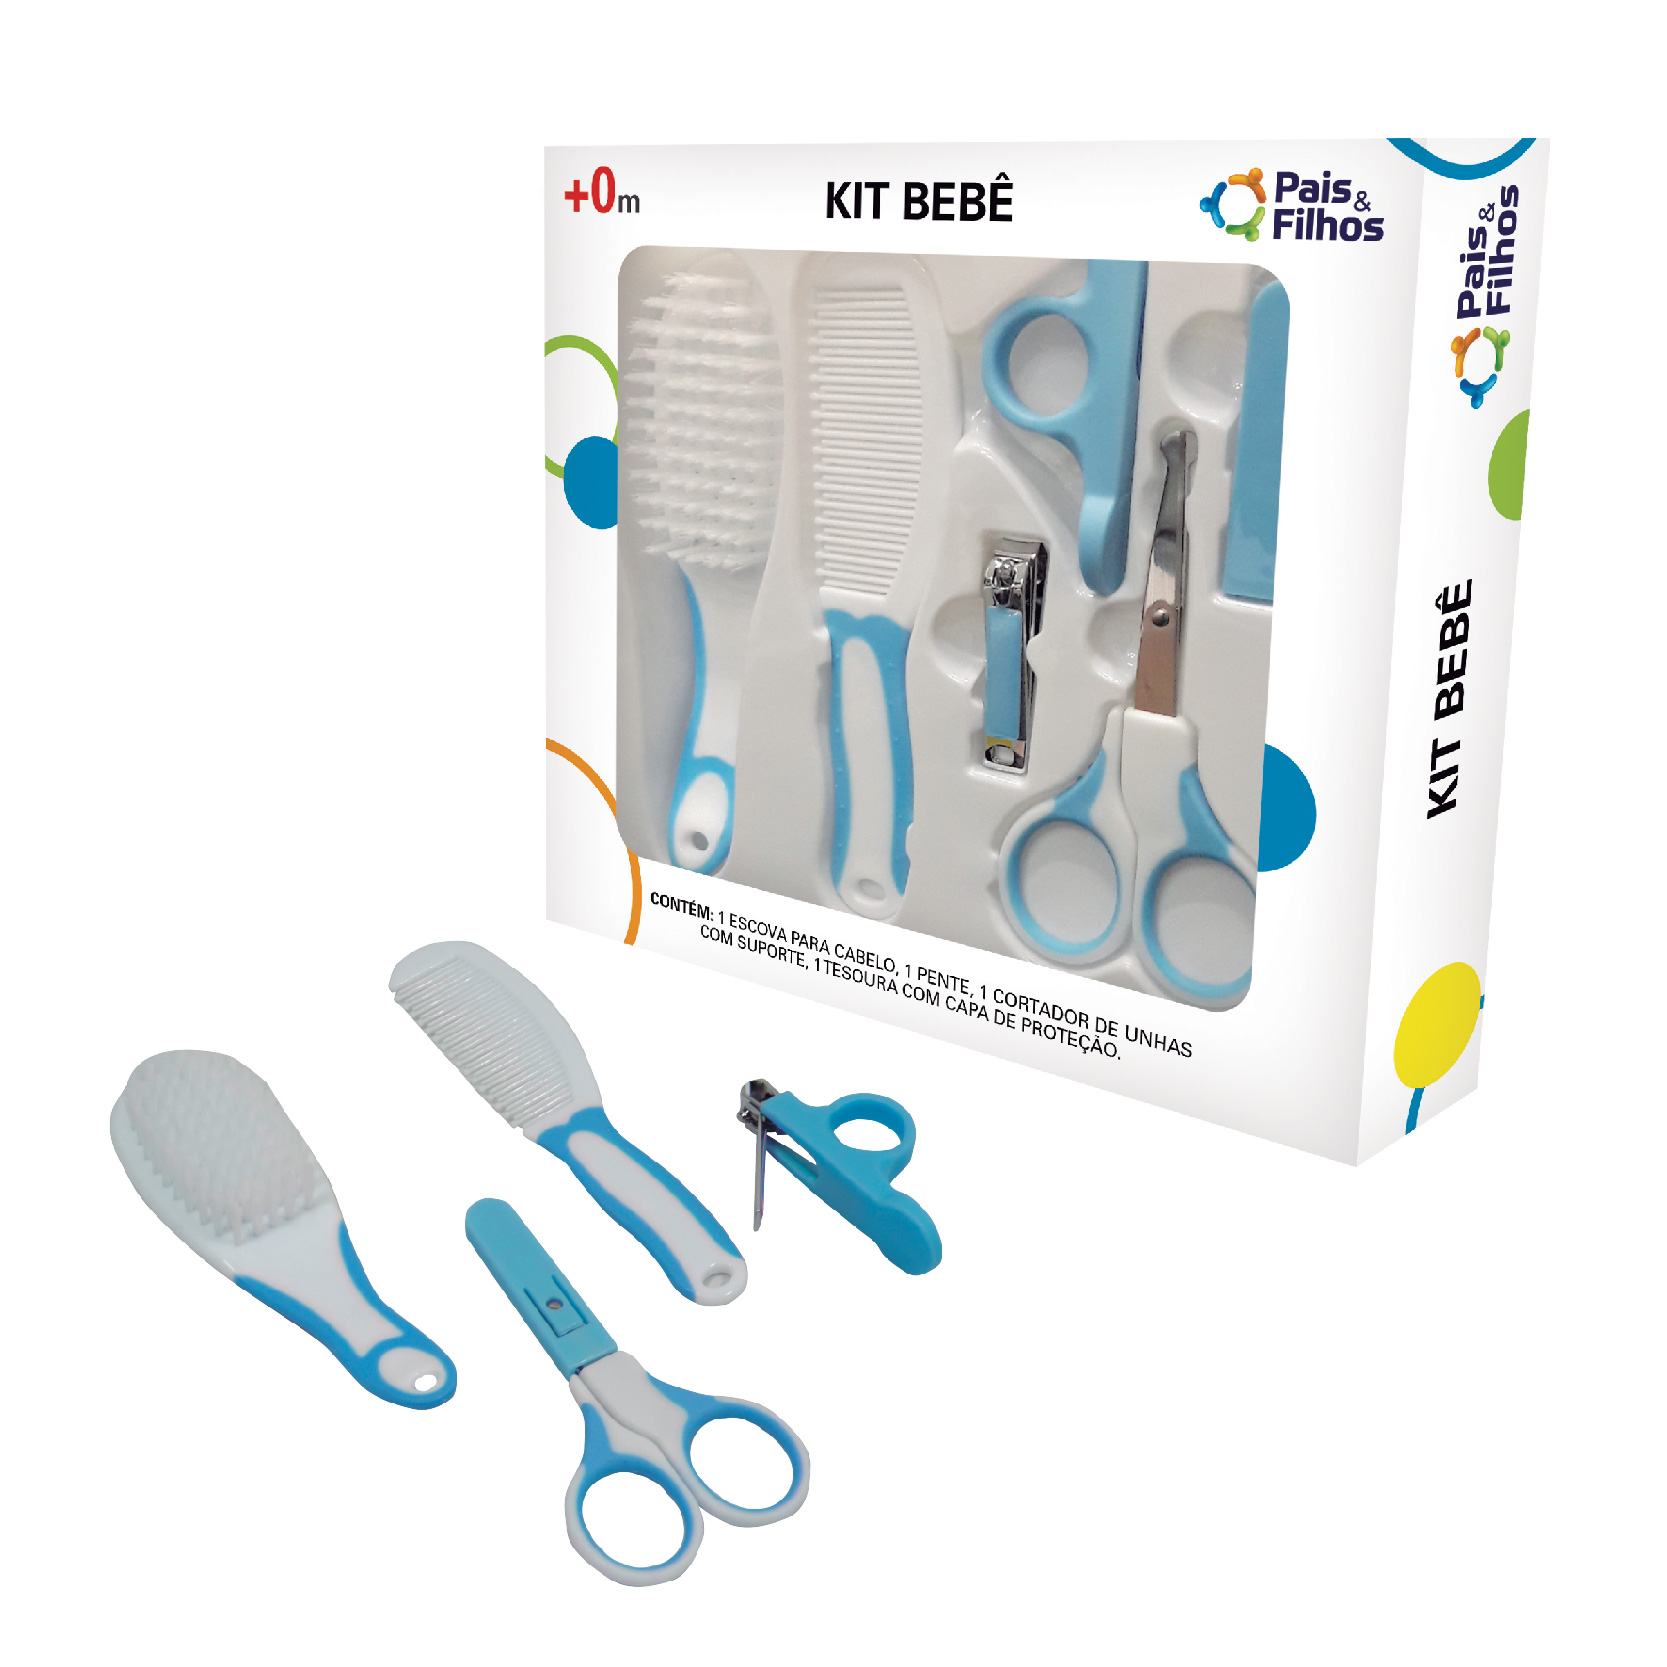 +0m
KIT BEBÊ
Pais &
Filhos
CONTÉM: 1 ESCOVA PARA CABELO, 1 PENTE, 1 CORTADOR DE UNHAS
COM SUPORTE, 1 TESOURA COM CAPA DE PROTEÇÃO.
Pais &
Filhos
KIT BEBÊ